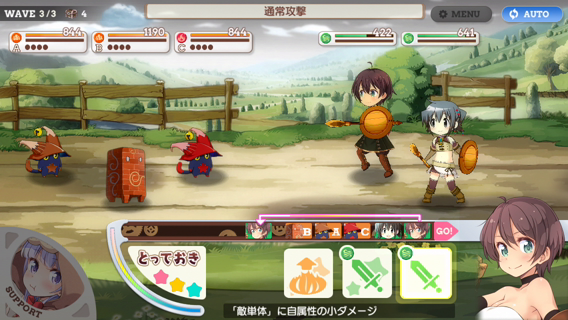 WAVE 3/3 4
通常攻撃
MENU
AUTO
844
1190
844
422
641
A
B
C
B A C GO!
とっておき
SUPPORT
「敵単体」に自属性の小ダメージ